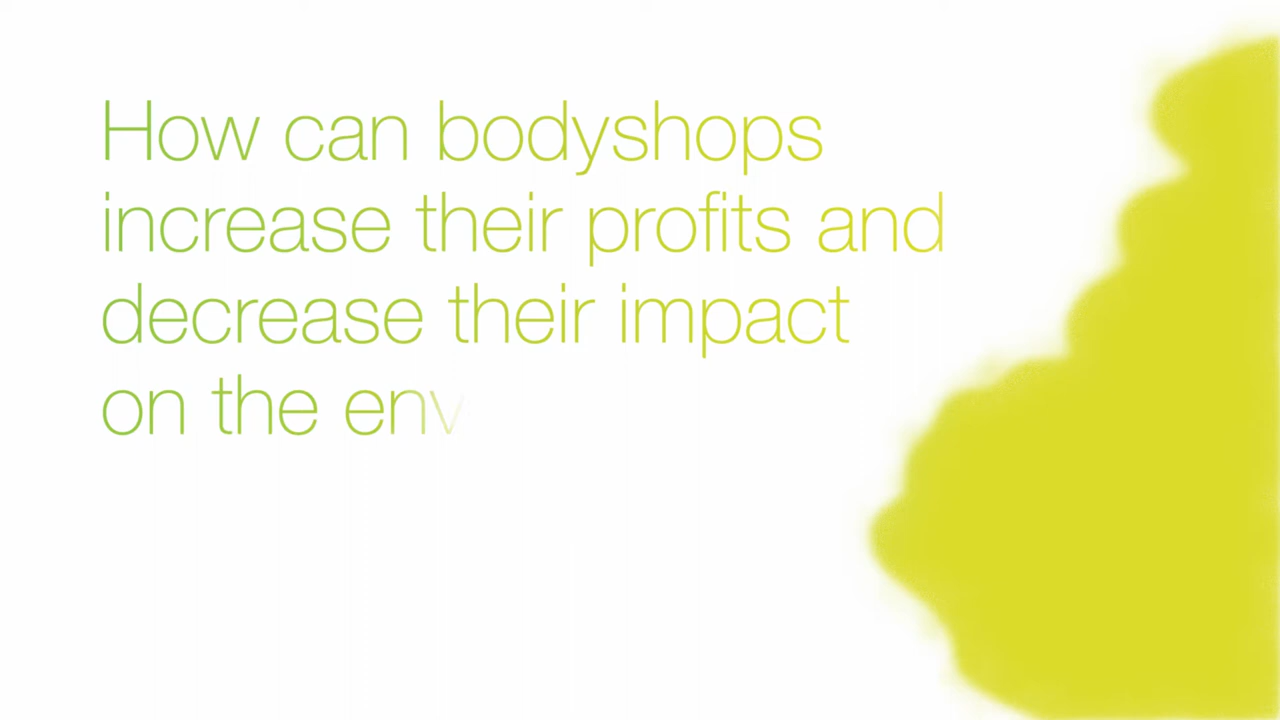 How can bodyshops
increase their profits and
decrease their impact
on the env